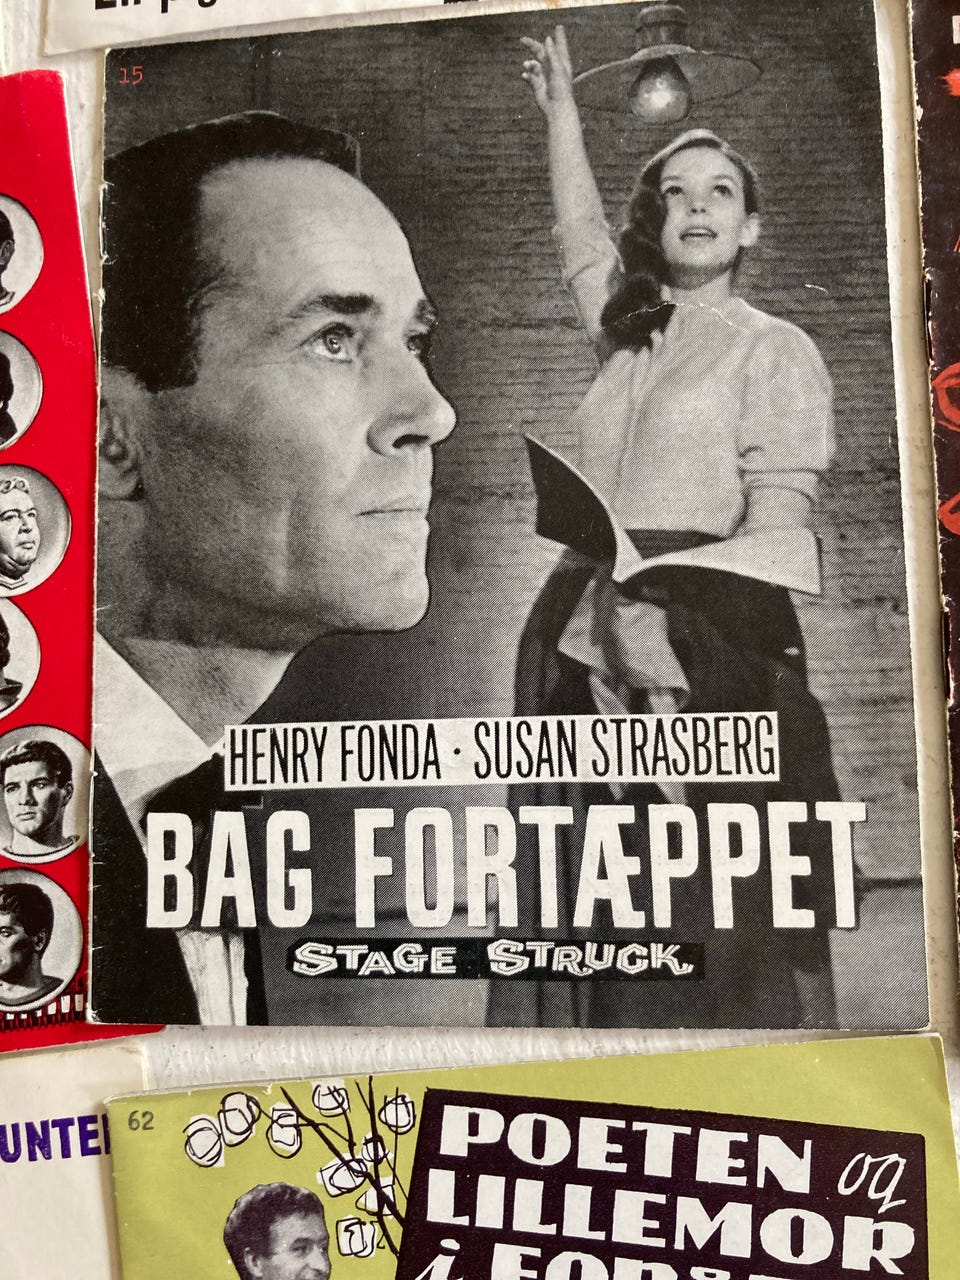 15
HENRY FONDA · SUSAN STRASBERG
BAG FORTÆPPET
STAGE STRUCK
62
POETEN og
LILLEMOR
i